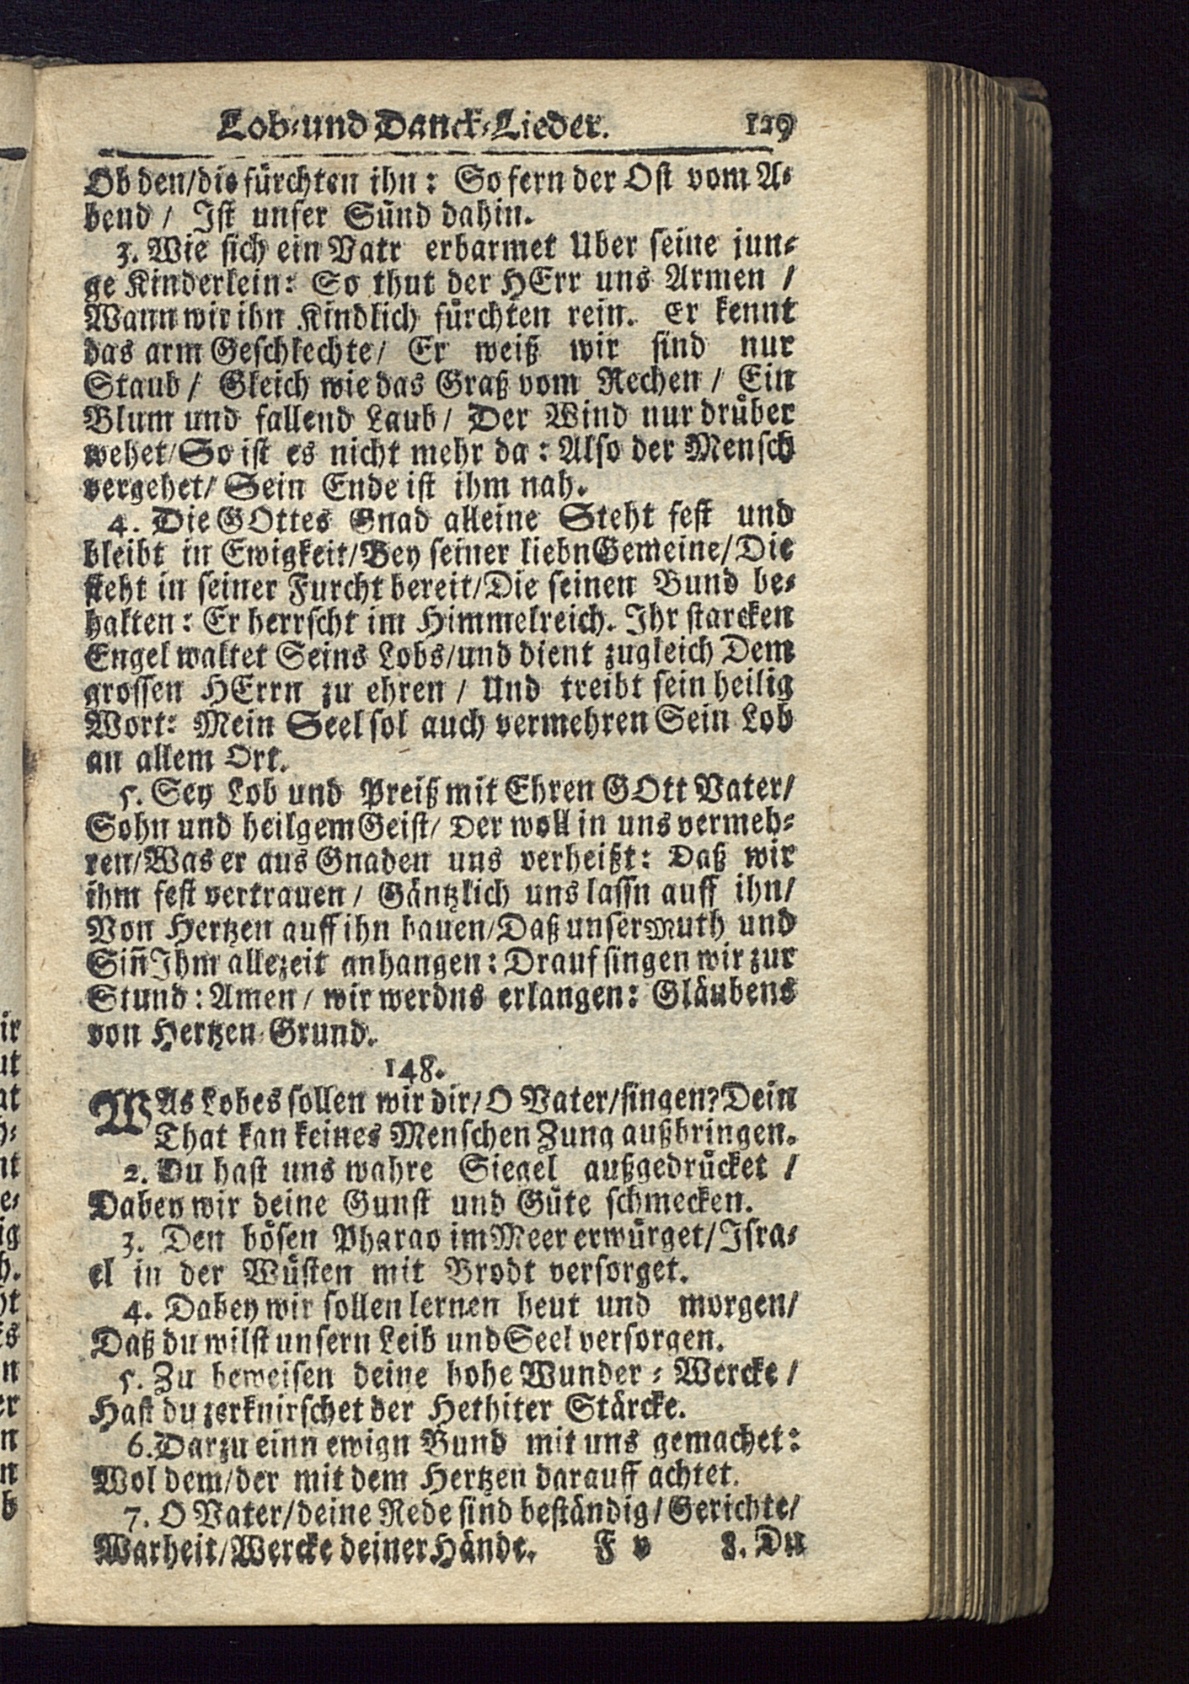 Lob-und Danck-Lieder. 129
Ob den/die fürchten ihn: So fern der Ost vom A-
bend / Ist unser Sünd dahin.
3. Wie sich ein Vatr erbarmet Uber seine jun-
ge Kinderlein: So thut der HErr uns Armen /
Wann wir ihn Kindlich fürchten rein. Er kennt
das arm Geschlechte/ Er weiß wir sind nur
Staub / Gleich wie das Graß vom Rechen / Ein
Blum und fallend Laub / Der Wind nur drüber
wehet/So ist es nicht mehr da: Also der Mensch
vergehet/ Sein Ende ist ihm nah.
4. Die GOttes Gnad alleine Steht fest und
bleibt in Ewigkeit/Bey seiner liebn Gemeine/Die
steht in seiner Furcht bereit/Die seinen Bund be-
halten: Er herrscht im Himmelreich. Ihr starcken
Engel waltet Seins Lobs/und dient zugleich Dem
grossen HErrn zu ehren / Und treibt sein heilig
Wort: Mein Seel sol auch vermehren Sein Lob
an allem Ort.
5. Sey Lob und Preiß mit Ehren GOtt Vater/
Sohn und heilgem Geist/ Der woll in uns vermeh-
ren/Was er aus Gnaden uns verheißt: Daß wir
ihm fest vertrauen / Gäntzlich uns lassn auff ihn/
Von Hertzen auff ihn bauen/Daß unser Muth und
Siñ Ihm allezeit anhangen: Drauf singen wir zur
Stund: Amen / wir werdns erlangen: Gläubens
von Hertzen-Grund.
148.
WAs Lobes sollen wir dir/O Vater/singen? Dein
That kan keines Menschen Zung außbringen.
2. Du hast uns wahre Siegel außgedrücket /
Dabey wir deine Gunst und Güte schmecken.
3. Den bösen Pharao im Meer erwürget/Isra-
el in der Wüsten mit Brodt versorget.
4. Dabey wir sollen lernen heut und morgen/
Daß du wilst unsern Leib und Seel versorgen.
5. Zu beweisen deine hohe Wunder-Wercke /
Hast du zerknirschet der Hethiter Stärcke.
6. Darzu einn ewign Bund mit uns gemachet:
Wol dem/der mit dem Hertzen darauff achtet.
7. O Vater/deine Rede sind beständig/Gerichte/
Warheit/Wercke deiner Hände. F v 8. Du